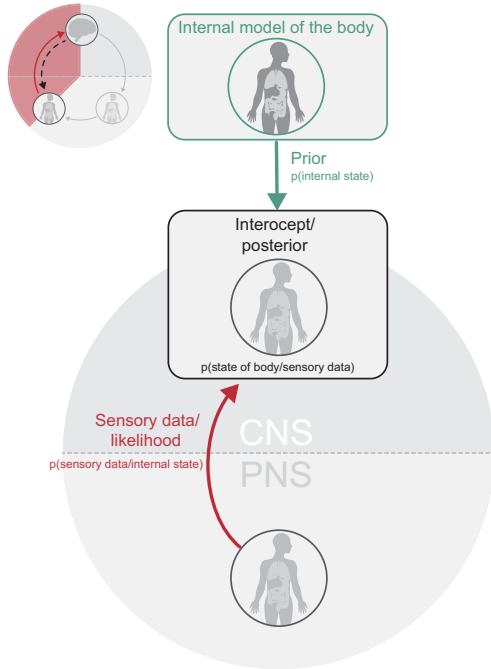 Internal model of the body
Prior
p(internal state)
Interocept/
posterior
p(state of body/sensory data)
Sensory data/
likelihood
p(sensory data/internal state)
CNS
PNS